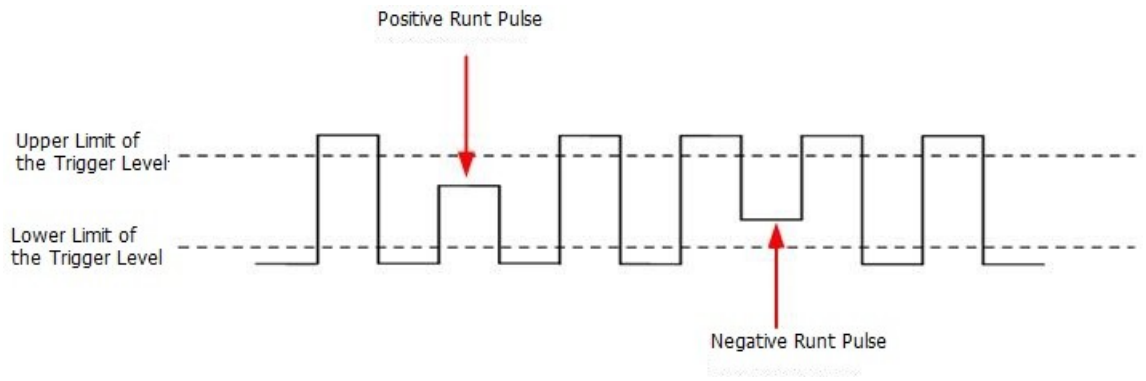 Positive Runt Pulse
Upper Limit of
the Trigger Level
Lower Limit of
the Trigger Level
Negative Runt Pulse